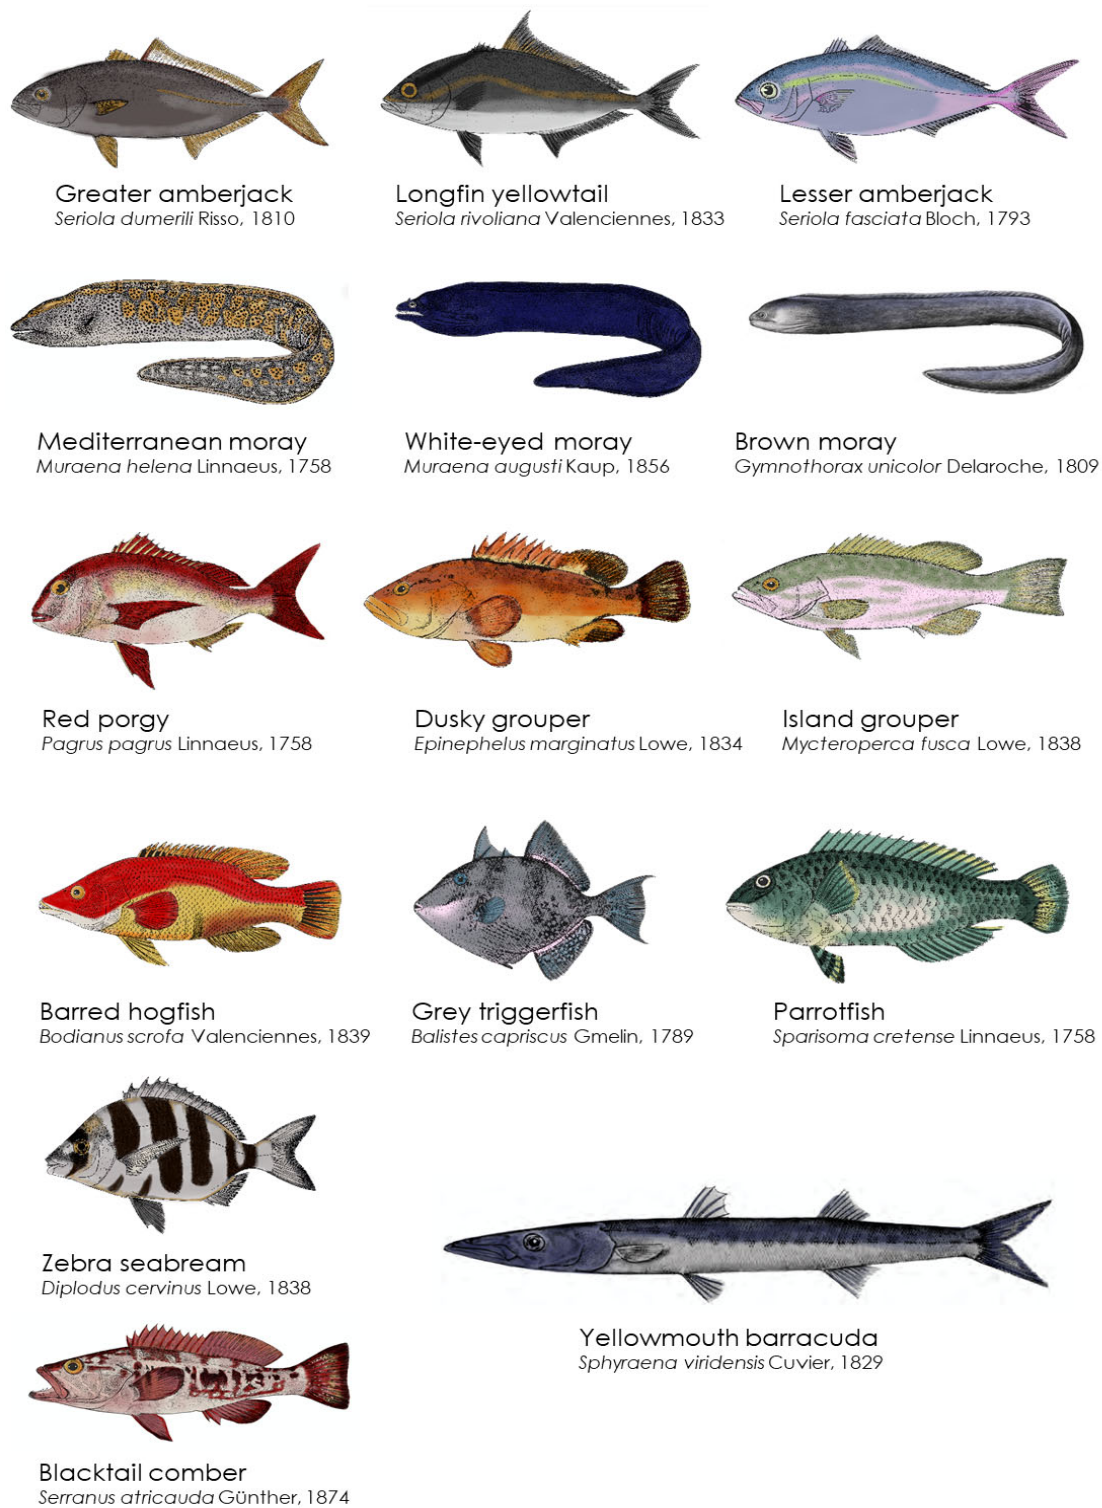 Greater amberjack
Seriola dumerili Risso, 1810
Longfin yellowtail
Seriola rivoliana Valenciennes, 1833
Lesser amberjack
Seriola fasciata Bloch, 1793
Mediterranean moray
Muraena helena Linnaeus, 1758
White-eyed moray
Muraena augusti Kaup, 1856
Brown moray
Gymnothorax unicolor Delaroche, 1809
Red porgy
Pagrus pagrus Linnaeus, 1758
Dusky grouper
Epinephelus marginatus Lowe, 1834
Island grouper
Mycteroperca fusca Lowe, 1838
Barred hogfish
Bodianus scrofa Valenciennes, 1839
Grey triggerfish
Balistes capriscus Gmelin, 1789
Parrotfish
Sparisoma cretense Linnaeus, 1758
Zebra seabream
Diplodus cervinus Lowe, 1838
Yellowmouth barracuda
Sphyraena viridensis Cuvier, 1829
Blacktail comber
Serranus atricauda Günther, 1874